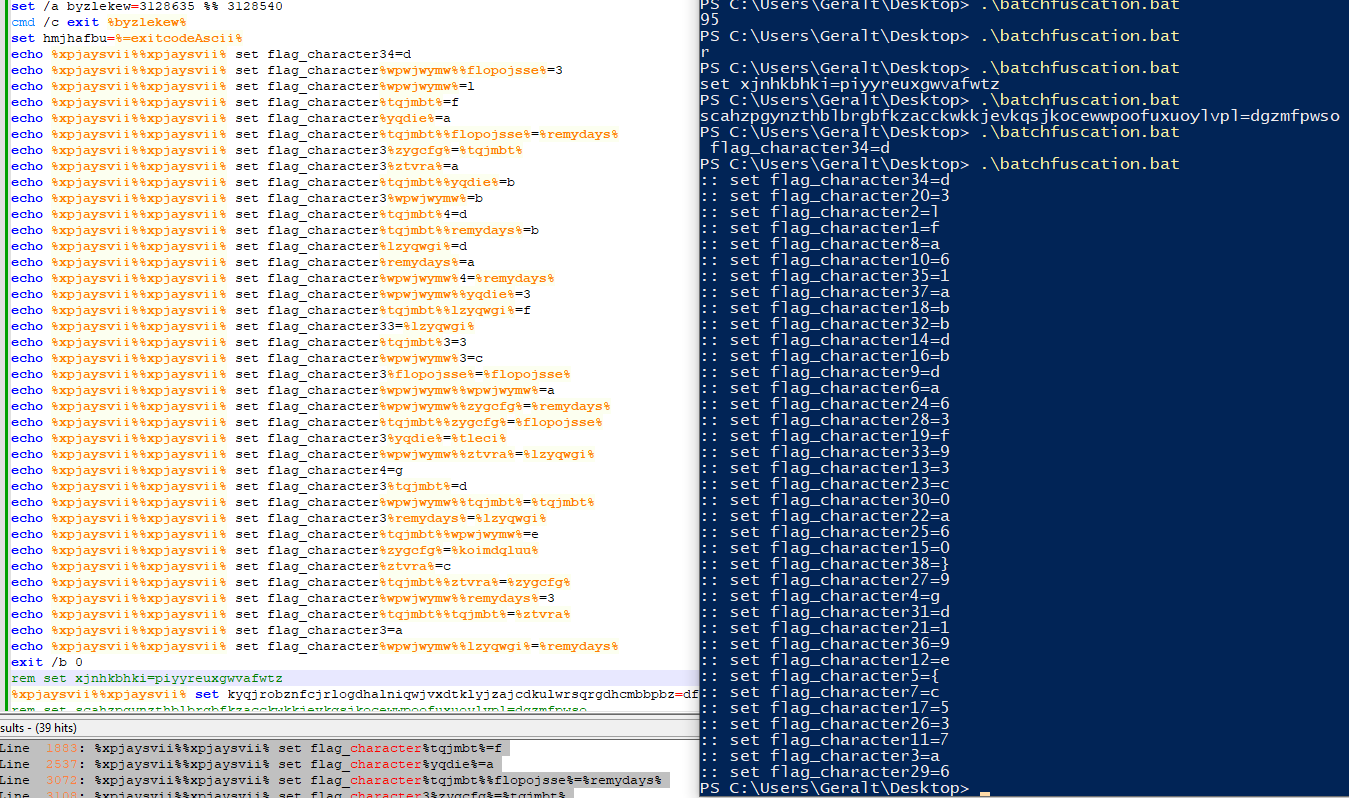 set /a byzlekew=3128635 %% 3128540
cmd /c exit %byzlekew%
set hmjhafbu=%=exitcodeAscii%
echo %xpjaysvii%%xpjaysvii% set flag_character34=d
echo %xpjaysvii%%xpjaysvii% set flag_character%wpwjwymw%%flopojsse%=3
echo %xpjaysvii%%xpjaysvii% set flag_character%wpwjwymw%=l
echo %xpjaysvii%%xpjaysvii% set flag_character%tqjmbt%=f
echo %xpjaysvii%%xpjaysvii% set flag_character%yqdie%=a
echo %xpjaysvii%%xpjaysvii% set flag_character%tqjmbt%%flopojsse%=%remydays%
echo %xpjaysvii%%xpjaysvii% set flag_character3%zygcfg%=%tqjmbt%
echo %xpjaysvii%%xpjaysvii% set flag_character3%ztvra%=a
echo %xpjaysvii%%xpjaysvii% set flag_character%tqjmbt%%yqdie%=b
echo %xpjaysvii%%xpjaysvii% set flag_character3%wpwjwymw%=b
echo %xpjaysvii%%xpjaysvii% set flag_character%tqjmbt%4=d
echo %xpjaysvii%%xpjaysvii% set flag_character%tqjmbt%%remydays%=b
echo %xpjaysvii%%xpjaysvii% set flag_character%lzyqwgi%=d
echo %xpjaysvii%%xpjaysvii% set flag_character%remydays%=a
echo %xpjaysvii%%xpjaysvii% set flag_character%wpwjwymw%4=%remydays%
echo %xpjaysvii%%xpjaysvii% set flag_character%wpwjwymw%%yqdie%=3
echo %xpjaysvii%%xpjaysvii% set flag_character%tqjmbt%%lzyqwgi%=f
echo %xpjaysvii%%xpjaysvii% set flag_character33=%lzyqwgi%
echo %xpjaysvii%%xpjaysvii% set flag_character%tqjmbt%3=3
echo %xpjaysvii%%xpjaysvii% set flag_character%wpwjwymw%3=c
echo %xpjaysvii%%xpjaysvii% set flag_character3%flopojsse%=%flopojsse%
echo %xpjaysvii%%xpjaysvii% set flag_character%wpwjwymw%%wpwjwymw%=a
echo %xpjaysvii%%xpjaysvii% set flag_character%wpwjwymw%%zygcfg%=%remydays%
echo %xpjaysvii%%xpjaysvii% set flag_character%tqjmbt%%zygcfg%=%flopojsse%
echo %xpjaysvii%%xpjaysvii% set flag_character3%yqdie%=%tleci%
echo %xpjaysvii%%xpjaysvii% set flag_character%wpwjwymw%%ztvra%=%lzyqwgi%
echo %xpjaysvii%%xpjaysvii% set flag_character4=g
echo %xpjaysvii%%xpjaysvii% set flag_character3%tqjmbt%=d
echo %xpjaysvii%%xpjaysvii% set flag_character%wpwjwymw%%tqjmbt%=%tqjmbt%
echo %xpjaysvii%%xpjaysvii% set flag_character3%remydays%=%lzyqwgi%
echo %xpjaysvii%%xpjaysvii% set flag_character%tqjmbt%%wpwjwymw%=e
echo %xpjaysvii%%xpjaysvii% set flag_character%zygcfg%=%koimdqluu%
echo %xpjaysvii%%xpjaysvii% set flag_character%ztvra%=c
echo %xpjaysvii%%xpjaysvii% set flag_character%tqjmbt%%ztvra%=%zygcfg%
echo %xpjaysvii%%xpjaysvii% set flag_character%wpwjwymw%%remydays%=3
echo %xpjaysvii%%xpjaysvii% set flag_character%tqjmbt%%tqjmbt%=%ztvra%
echo %xpjaysvii%%xpjaysvii% set flag_character3=a
echo %xpjaysvii%%xpjaysvii% set flag_character%wpwjwymw%%lzyqwgi%=%remydays%
exit /b 0
rem set xjnhkbhki=piyyreuxgwvafwtz
%xpjaysvii%%xpjaysvii% set kyqjrobznfcjrlogdhalniqwjvxdtklyjzajcdkulwrsqrgdhcmbbpbz=df
rem set scahzpgynzthblbrgbfkzacckwkkjevkqsjkocewwpoofuxuoylvpl=dgzmfpwso
sults - (39 hits)
Line 1883: %xpjaysvii%%xpjaysvii% set flag_character%tqjmbt%=f
Line 2537: %xpjaysvii%%xpjaysvii% set flag_character%yqdie%=a
Line 3072: %xpjaysvii%%xpjaysvii% set flag_character%tqjmbt%%flopojsse%=%remydays%
Line 3108: %xpjaysvii%%xpjaysvii% set flag_character3%zygcfg%=%tqjmbt%
PS C:\Users\Geralt\Desktop> .\batchfuscation.bat
95
PS C:\Users\Geralt\Desktop> .\batchfuscation.bat
r
PS C:\Users\Geralt\Desktop> .\batchfuscation.bat
set xjnhkbhki=piyyreuxgwvafwtz
PS C:\Users\Geralt\Desktop> .\batchfuscation.bat
scahzpgynzthblbrgbfkzacckwkkjevkqsjkocewwpoofuxuoylvpl=dgzmfpwso
PS C:\Users\Geralt\Desktop> .\batchfuscation.bat
flag_character34=d
PS C:\Users\Geralt\Desktop> .\batchfuscation.bat
:: set flag_character34=d
:: set flag_character20=3
:: set flag_character2=l
:: set flag_character1=f
:: set flag_character8=a
:: set flag_character10=6
:: set flag_character35=1
:: set flag_character37=a
:: set flag_character18=b
:: set flag_character32=b
:: set flag_character14=d
:: set flag_character16=b
:: set flag_character9=d
:: set flag_character6=a
:: set flag_character24=6
:: set flag_character28=3
:: set flag_character19=f
:: set flag_character33=9
:: set flag_character13=3
:: set flag_character23=c
:: set flag_character30=0
:: set flag_character22=a
:: set flag_character25=6
:: set flag_character15=0
:: set flag_character38=}
:: set flag_character27=9
:: set flag_character4=g
:: set flag_character31=d
:: set flag_character21=1
:: set flag_character36=9
:: set flag_character12=e
:: set flag_character5={
:: set flag_character7=c
:: set flag_character17=5
:: set flag_character26=3
:: set flag_character11=7
:: set flag_character3=a
:: set flag_character29=6
PS C:\Users\Geralt\Desktop>